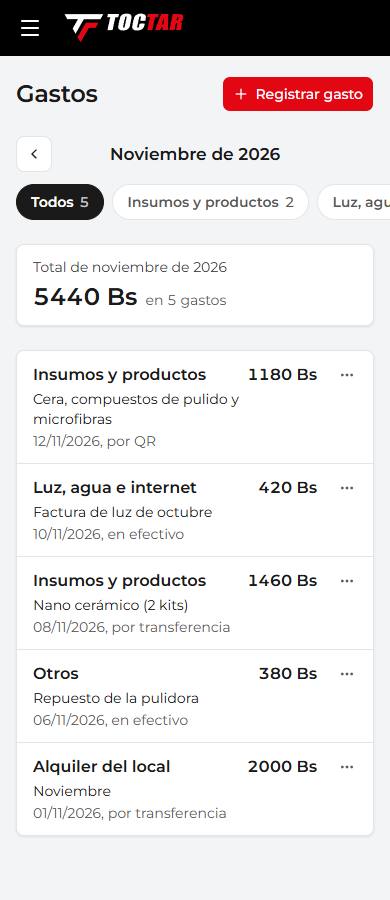 TOCTAR
Gastos
+ Registrar gasto
Noviembre de 2026
Todos 5
Insumos y productos 2
Luz, agu
Total de noviembre de 2026
5440 Bs en 5 gastos
Insumos y productos 1180 Bs
Cera, compuestos de pulido y
microfibras
12/11/2026, por QR
Luz, agua e internet 420 Bs
Factura de luz de octubre
10/11/2026, en efectivo
Insumos y productos 1460 Bs
Nano cerámico (2 kits)
08/11/2026, por transferencia
Otros 380 Bs
Repuesto de la pulidora
06/11/2026, en efectivo
Alquiler del local 2000 Bs
Noviembre
01/11/2026, por transferencia